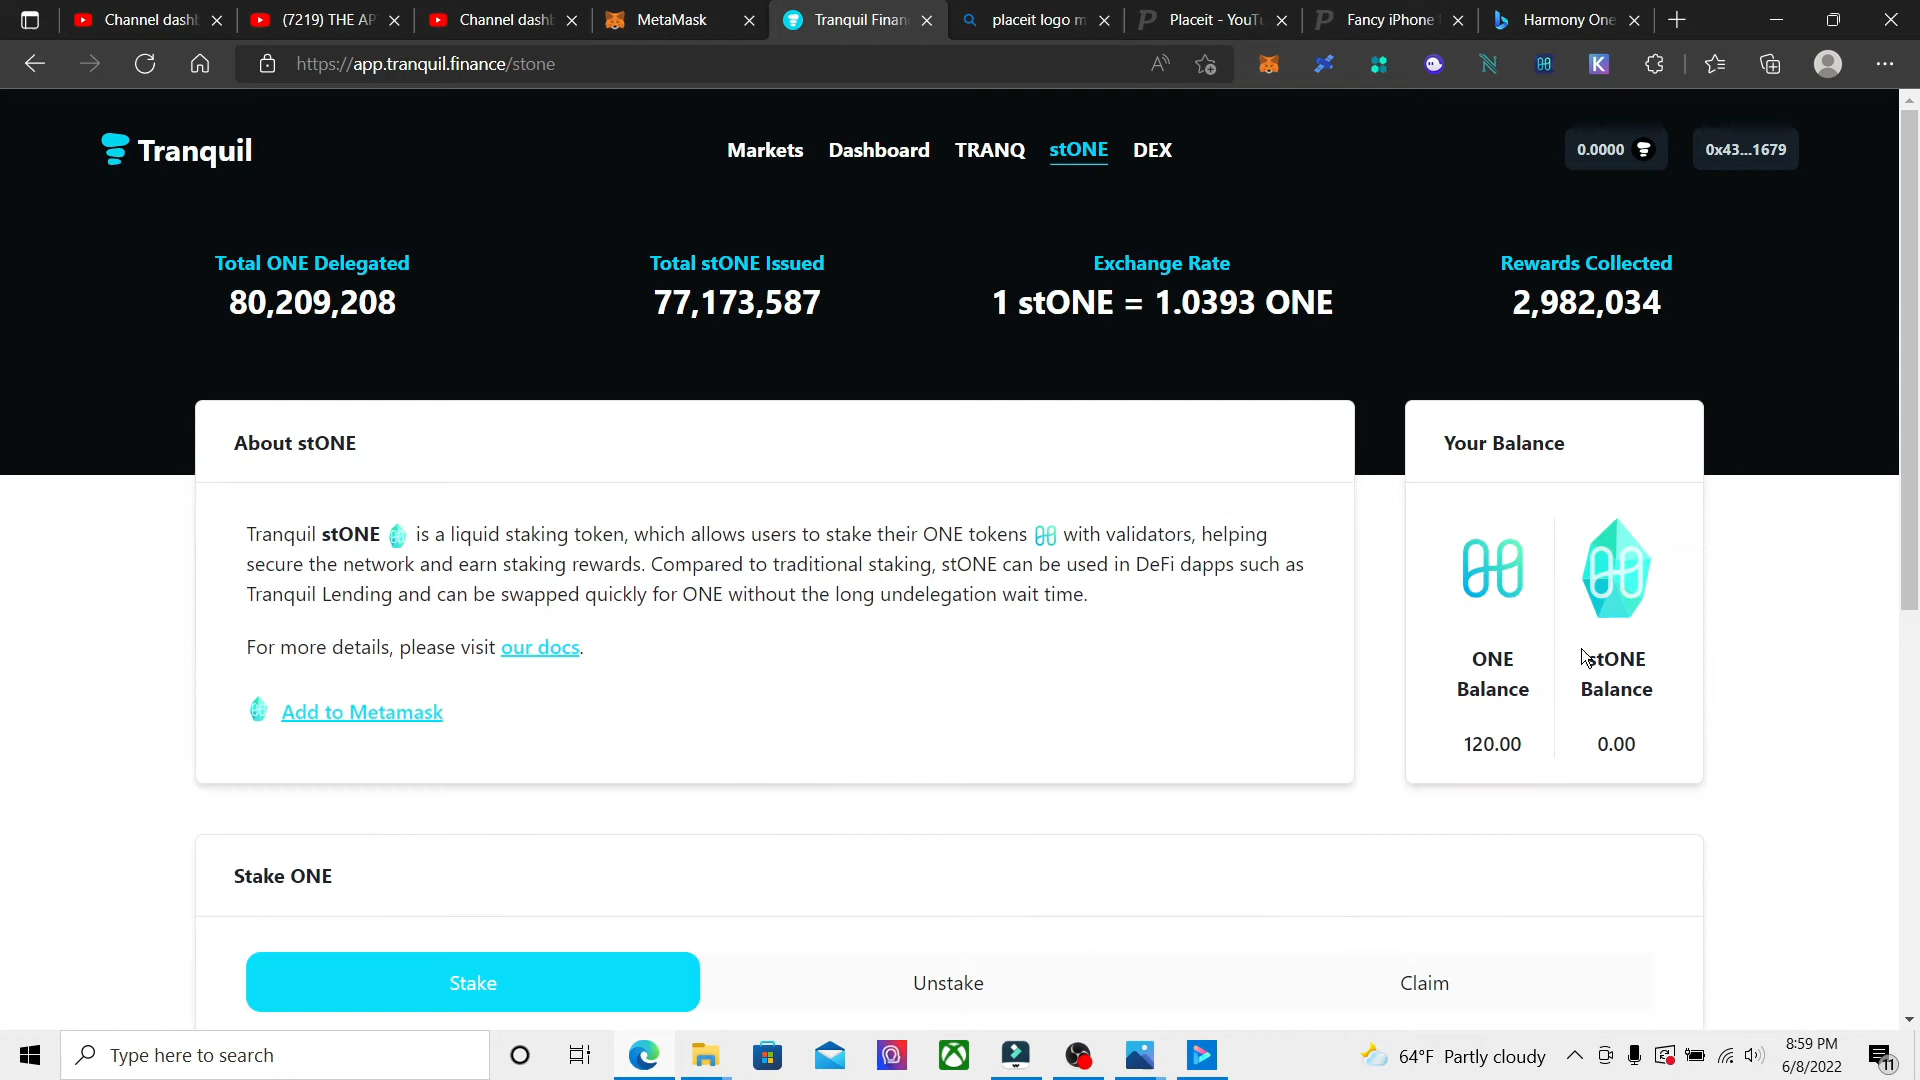 Channel dash
(7219) THE AP
Channel dash
MetaMask
Tranquil Finan
placeit logo m
Placeit - YouTu
Fancy iPhone
Harmony One
https://app.tranquil.finance/stone
Tranquil
Markets
Dashboard
TRANQ
stONE
DEX
0.0000
0x43...1679
Total ONE Delegated
80,209,208
Total stONE Issued
77,173,587
Exchange Rate
1 stONE = 1.0393 ONE
Rewards Collected
2,982,034
About stONE
Tranquil stONE is a liquid staking token, which allows users to stake their ONE tokens with validators, helping
secure the network and earn staking rewards. Compared to traditional staking, stONE can be used in DeFi dapps such as
Tranquil Lending and can be swapped quickly for ONE without the long undelegation wait time.
For more details, please visit our docs.
Add to Metamask
Your Balance
ONE
Balance
120.00
stONE
Balance
0.00
Stake ONE
Stake
Unstake
Claim
Type here to search
64°F Partly cloudy
8:59 PM
6/8/2022
11